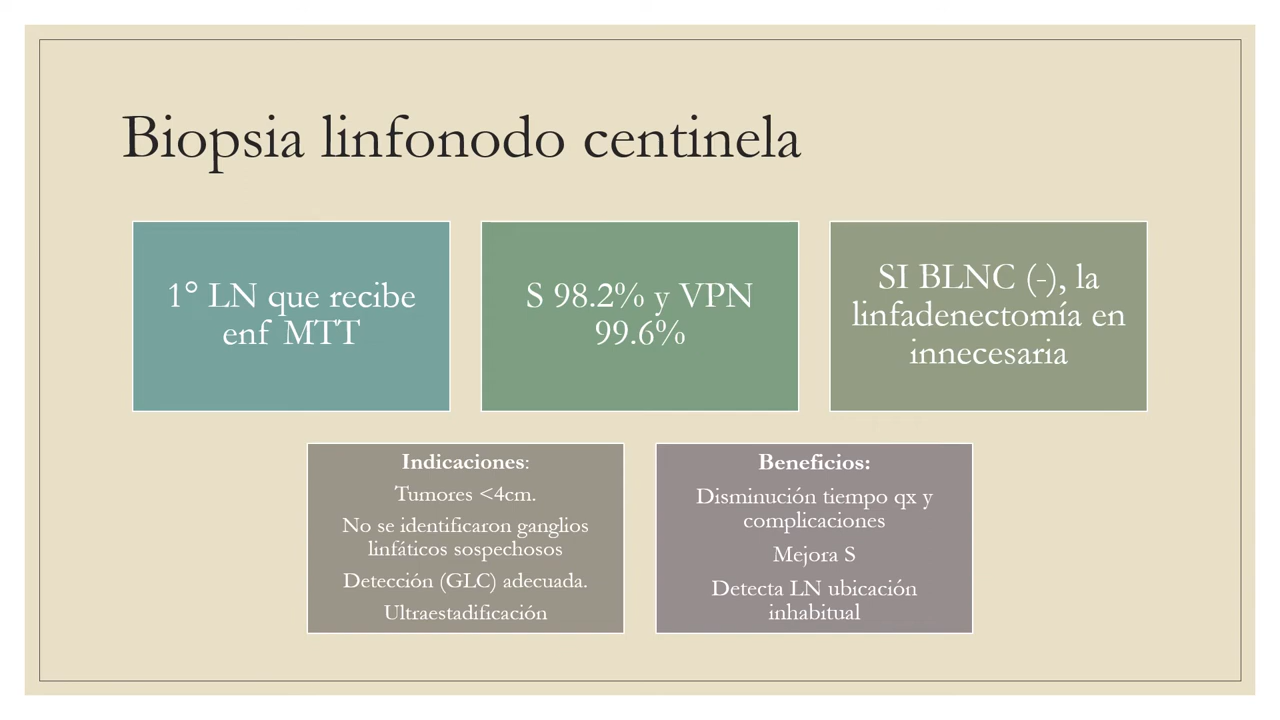 Biopsia linfonodo centinela
1° LN que recibe
enf MTT
S 98.2% y VPN
99.6%
SI BLNC (-), la
linfadenectomía en
innecesaria
Indicaciones:
Tumores <4cm.
No se identificaron ganglios
linfáticos sospechosos
Detección (GLC) adecuada.
Ultraestadificación
Beneficios:
Disminución tiempo qx y
complicaciones
Mejora S
Detecta LN ubicación
inhabitual